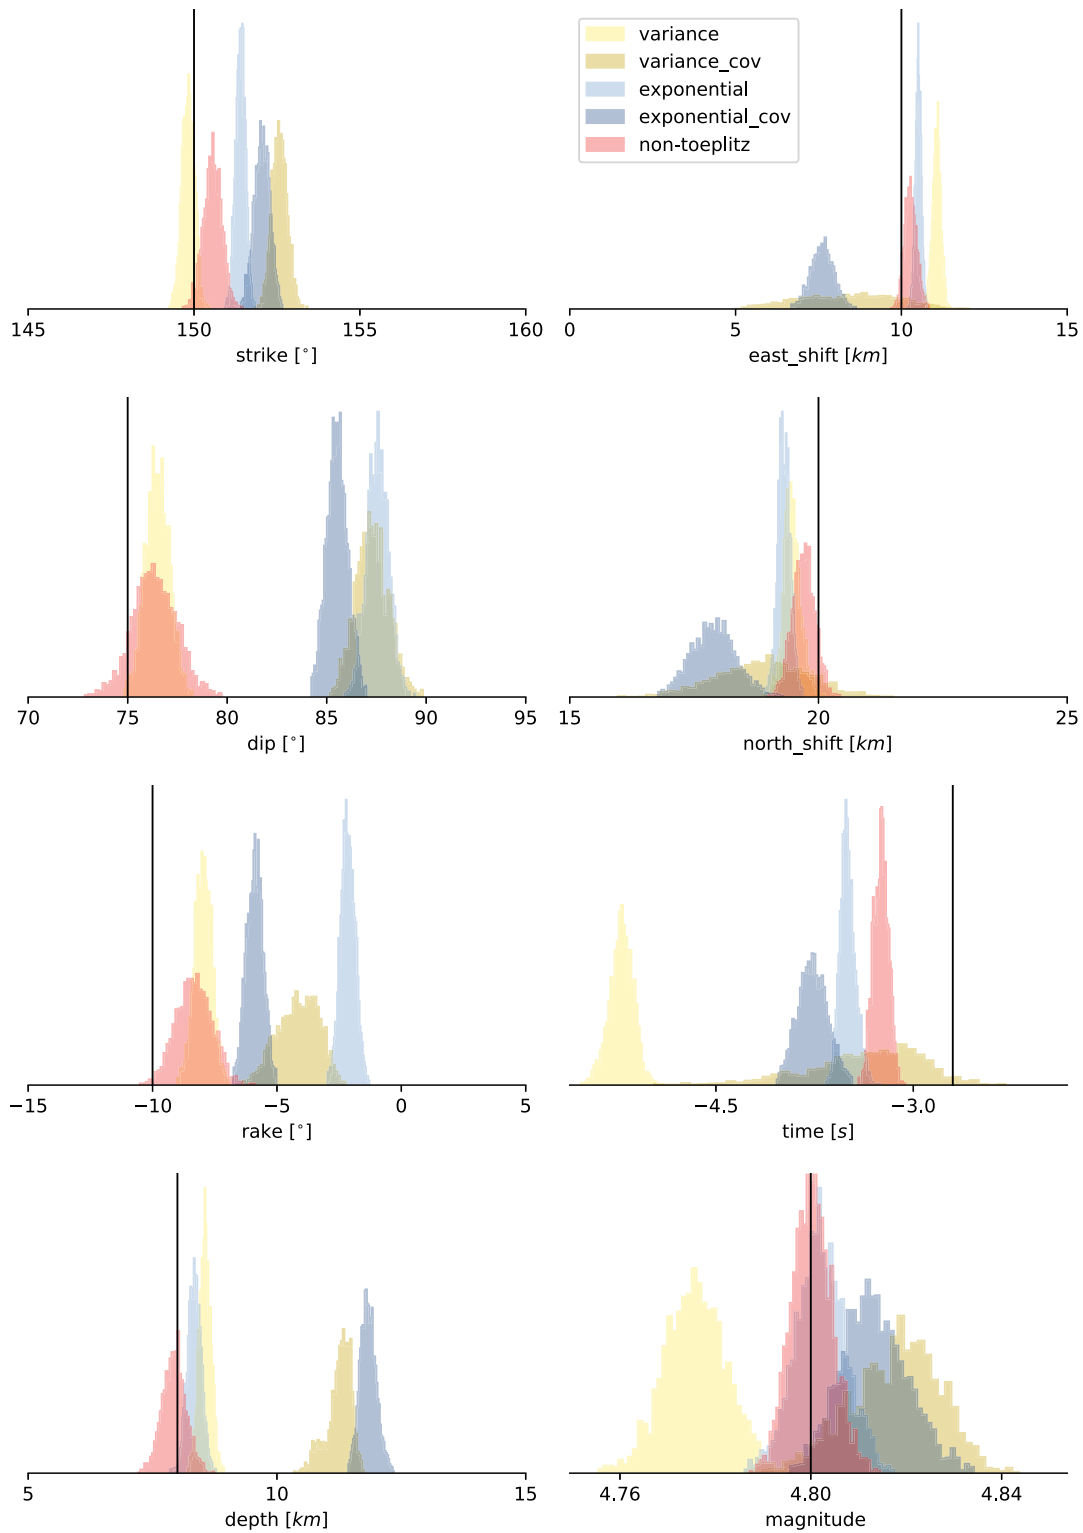 variance
variance_cov
exponential
exponential_cov
non-toeplitz
145 150 155 160
strike [°]
0 5 10 15
east_shift [km]
70 75 80 85 90 95
dip [°]
15 20 25
north_shift [km]
−15 −10 −5 0 5
rake [°]
−4.5 −3.0
time [s]
5 10 15
depth [km]
4.76 4.80 4.84
magnitude